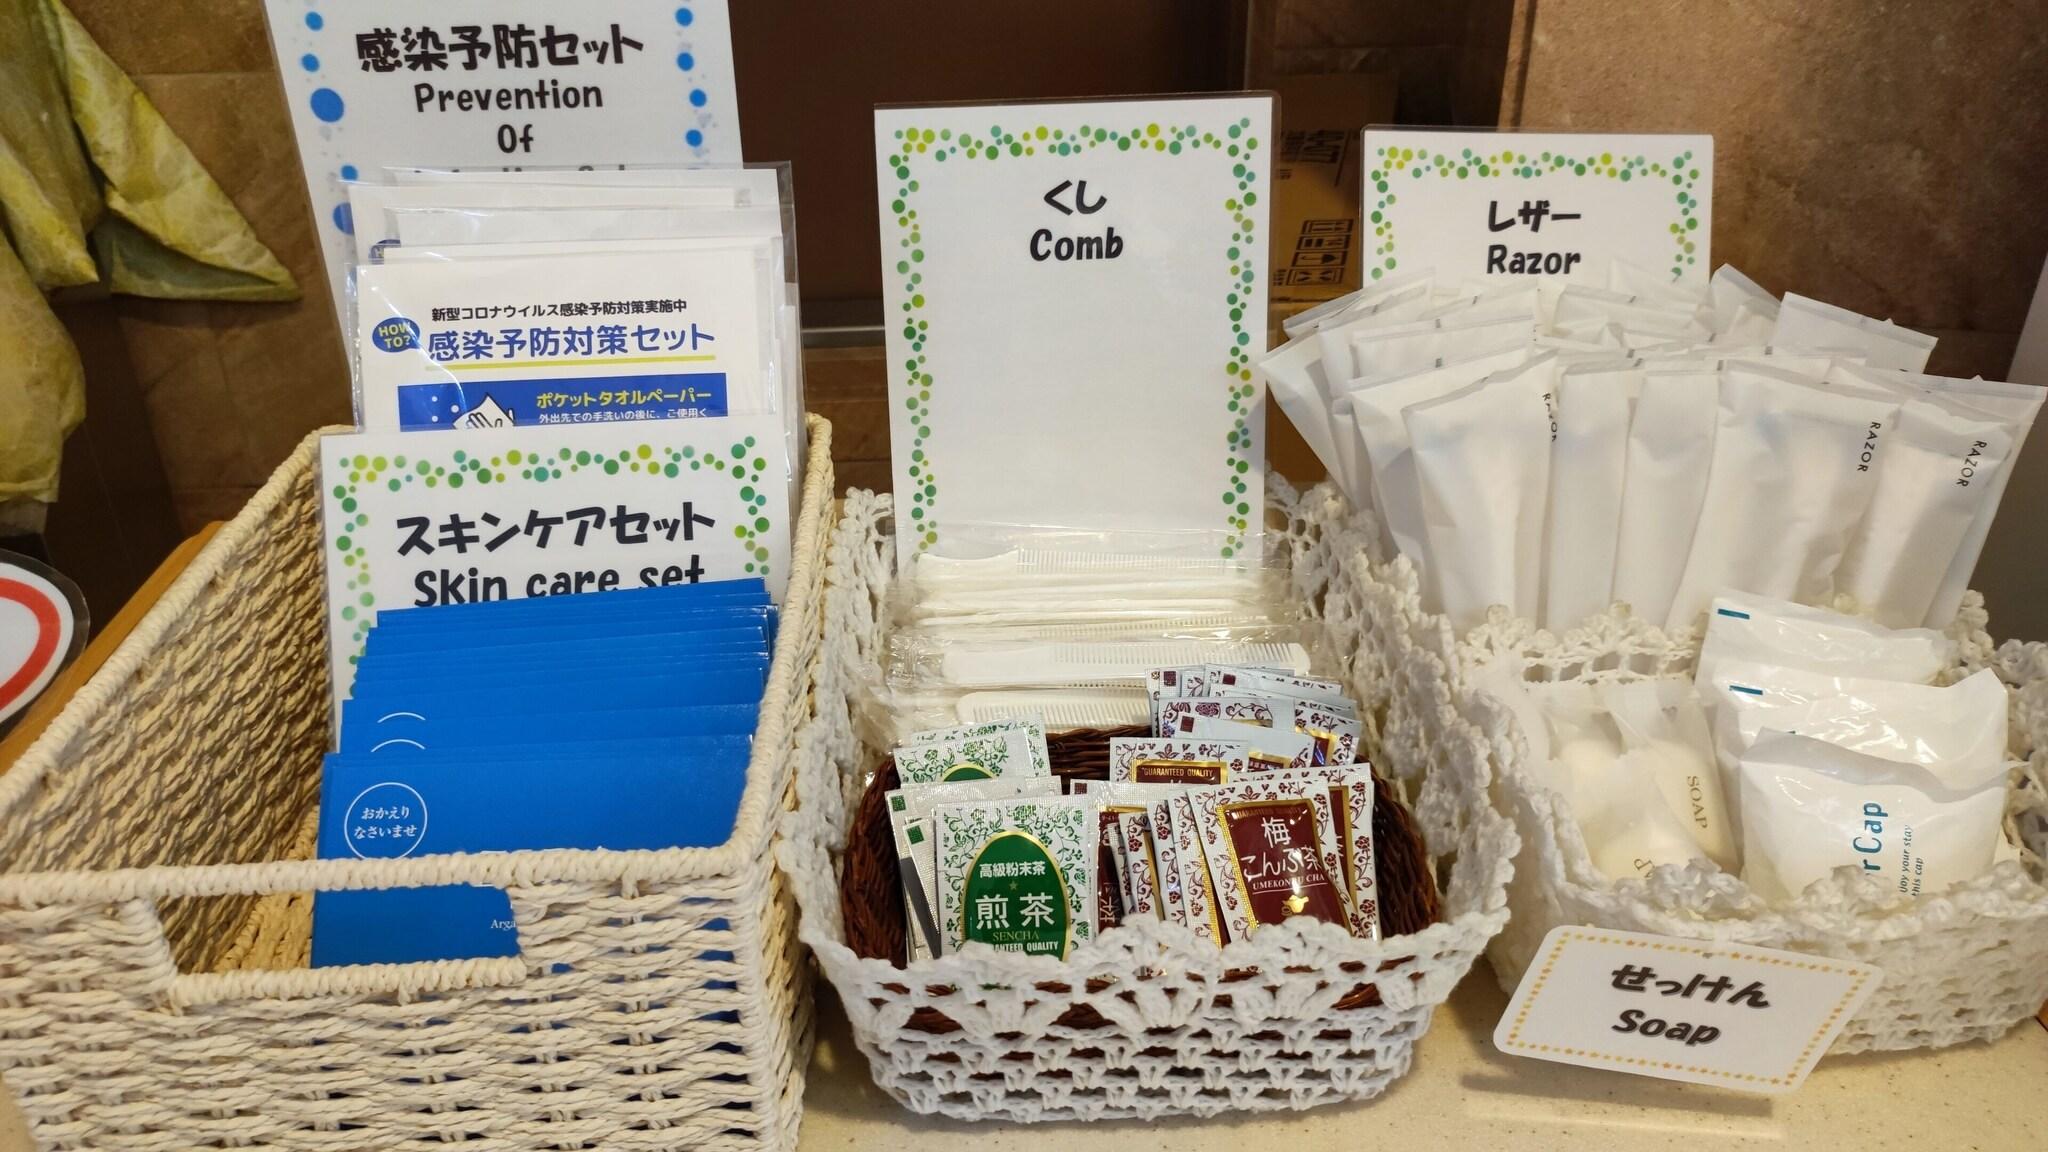 感染予防セット
Prevention
Of
新型コロナウイルス感染予防対策実施中
HOW
TO?
感染予防対策セット
ポケットタオルペーパー
外出先での手洗いの後に、ご使用く
スキンケアセット
Skin care set
おかえり
なさいませ
くし
Comb
高級粉末茶
煎茶
SENCHA
GUARANTEED QUALITY
梅
こんぶ茶
UMEKONBU CHA
レザー
Razor
RAZOR
RAZOR
RAZOR
SOAP
r Cap
joy your stay
this cap
せっけん
Soap